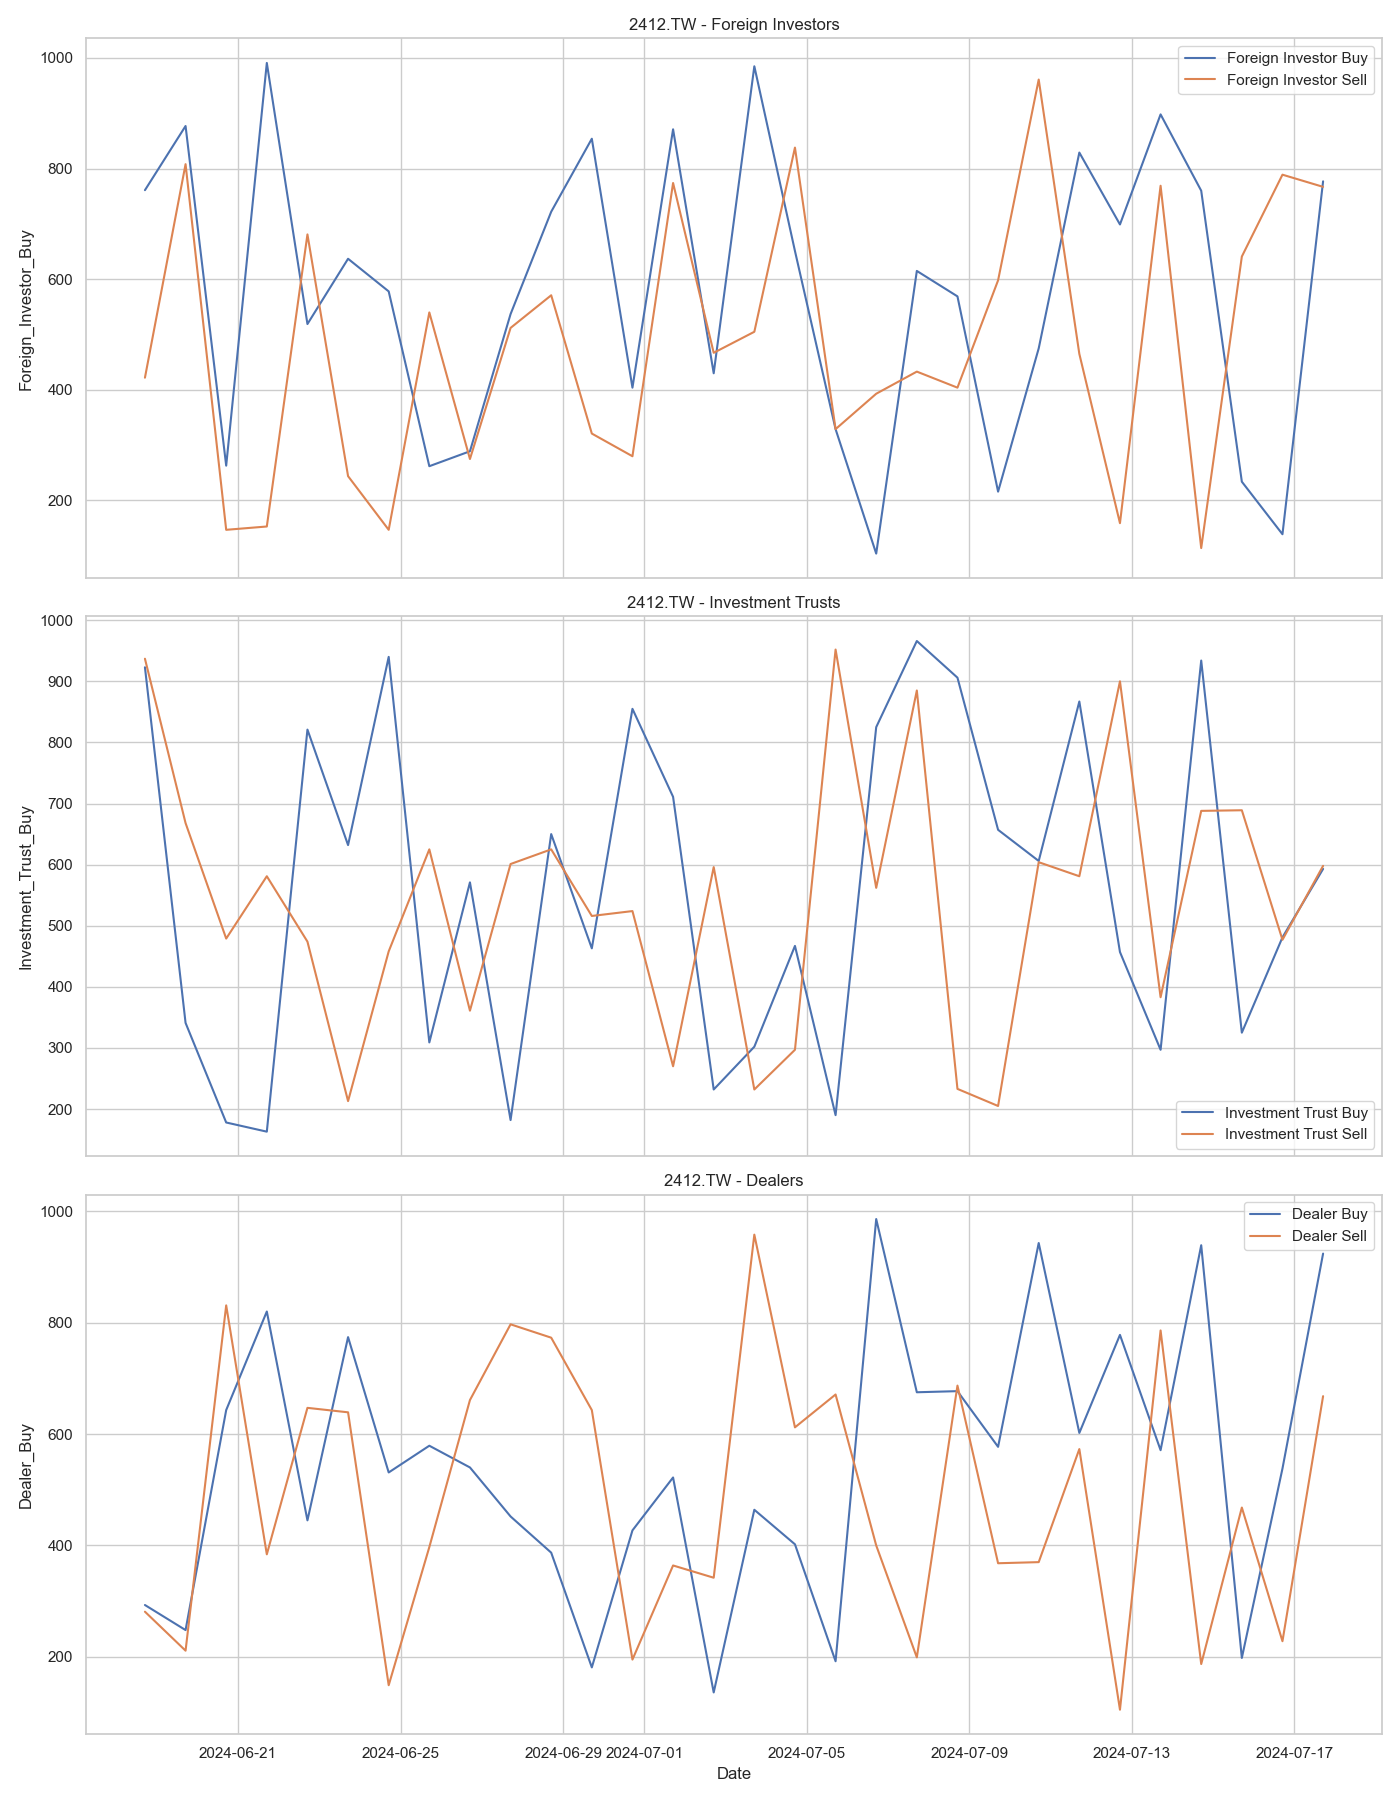 2412.TW - Foreign Investors
Foreign Investor Buy
Foreign Investor Sell
Foreign_Investor_Buy
1000
800
600
400
200
2412.TW - Investment Trusts
Investment_Trust_Buy
1000
900
800
700
600
500
400
300
200
Investment Trust Buy
Investment Trust Sell
2412.TW - Dealers
Dealer Buy
Dealer Sell
Dealer_Buy
1000
800
600
400
200
2024-06-21 2024-06-25 2024-06-29 2024-07-01 2024-07-05 2024-07-09 2024-07-13 2024-07-17
Date